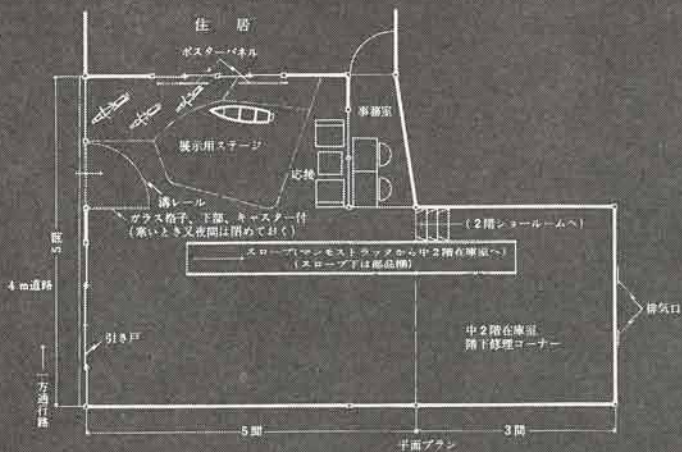 住居
ポスターパネル
事務室
展示用ステージ
応接
溝レール
ガラス格子、下部、キャスター付
(寒いとき又夜間は閉めておく)
(2階ショールームへ)
スロープ(マンモストラックから中2階在庫室へ)
(スロープ下は部品棚)
5間
4m道路
排気口
中2階在庫室
階下修理コーナー
引き戸
一方通行路
5間
3間
平面プラン